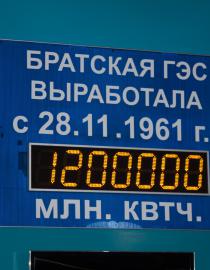 БРАТСКАЯ ГЭС
ВЫРАБОТАЛА
с 28.11.1961 г.
1200000
МЛН. КВТЧ.